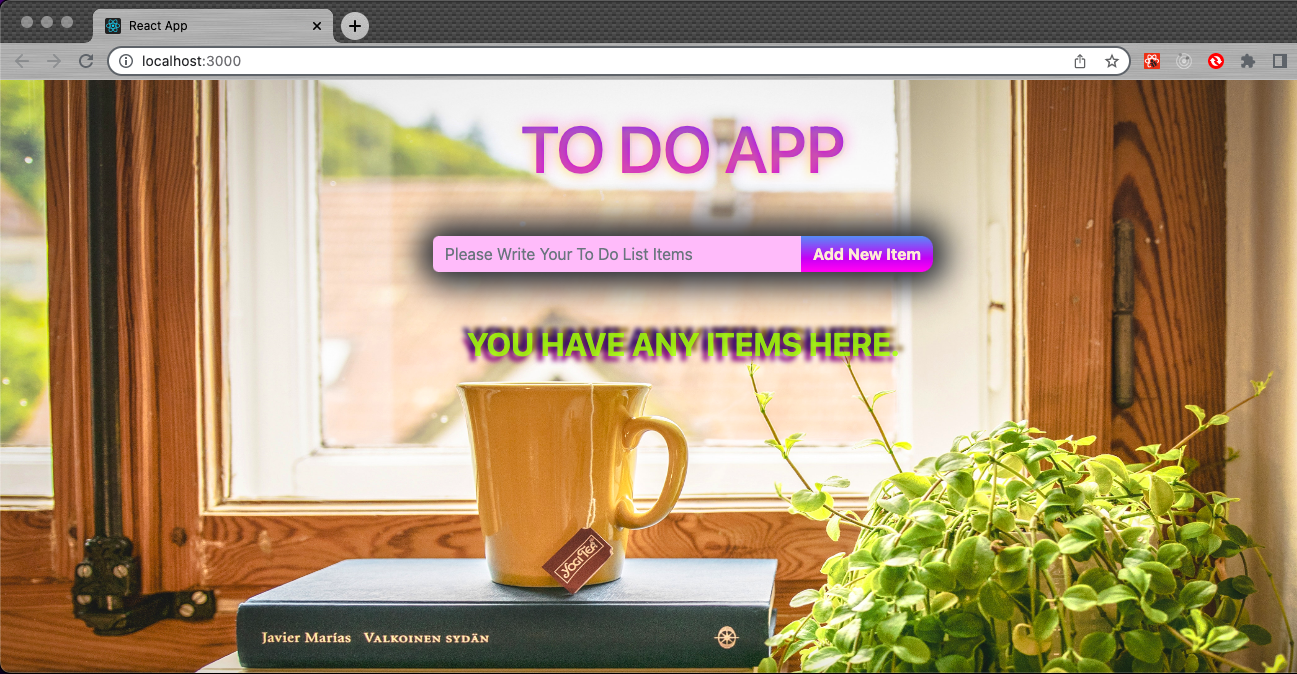 React App
localhost:3000
TO DO APP
Please Write Your To Do List Items
Add New Item
YOU HAVE ANY ITEMS HERE.
YOGI TEA
Javier Marías VALKOINEN SYDÄN